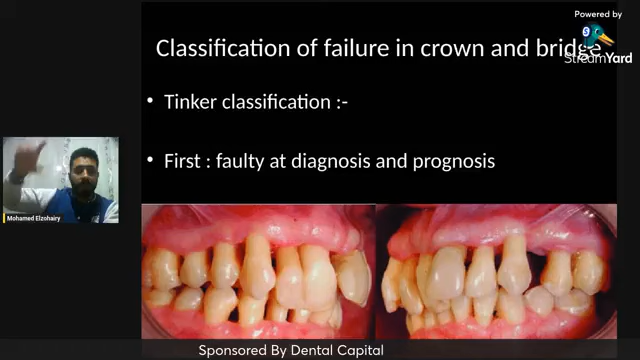 Powered by
StreamYard
Classification of failure in crown and bridge
• Tinker classification :-
• First : faulty at diagnosis and prognosis
Mohamed Elzohairy
Sponsored By Dental Capital